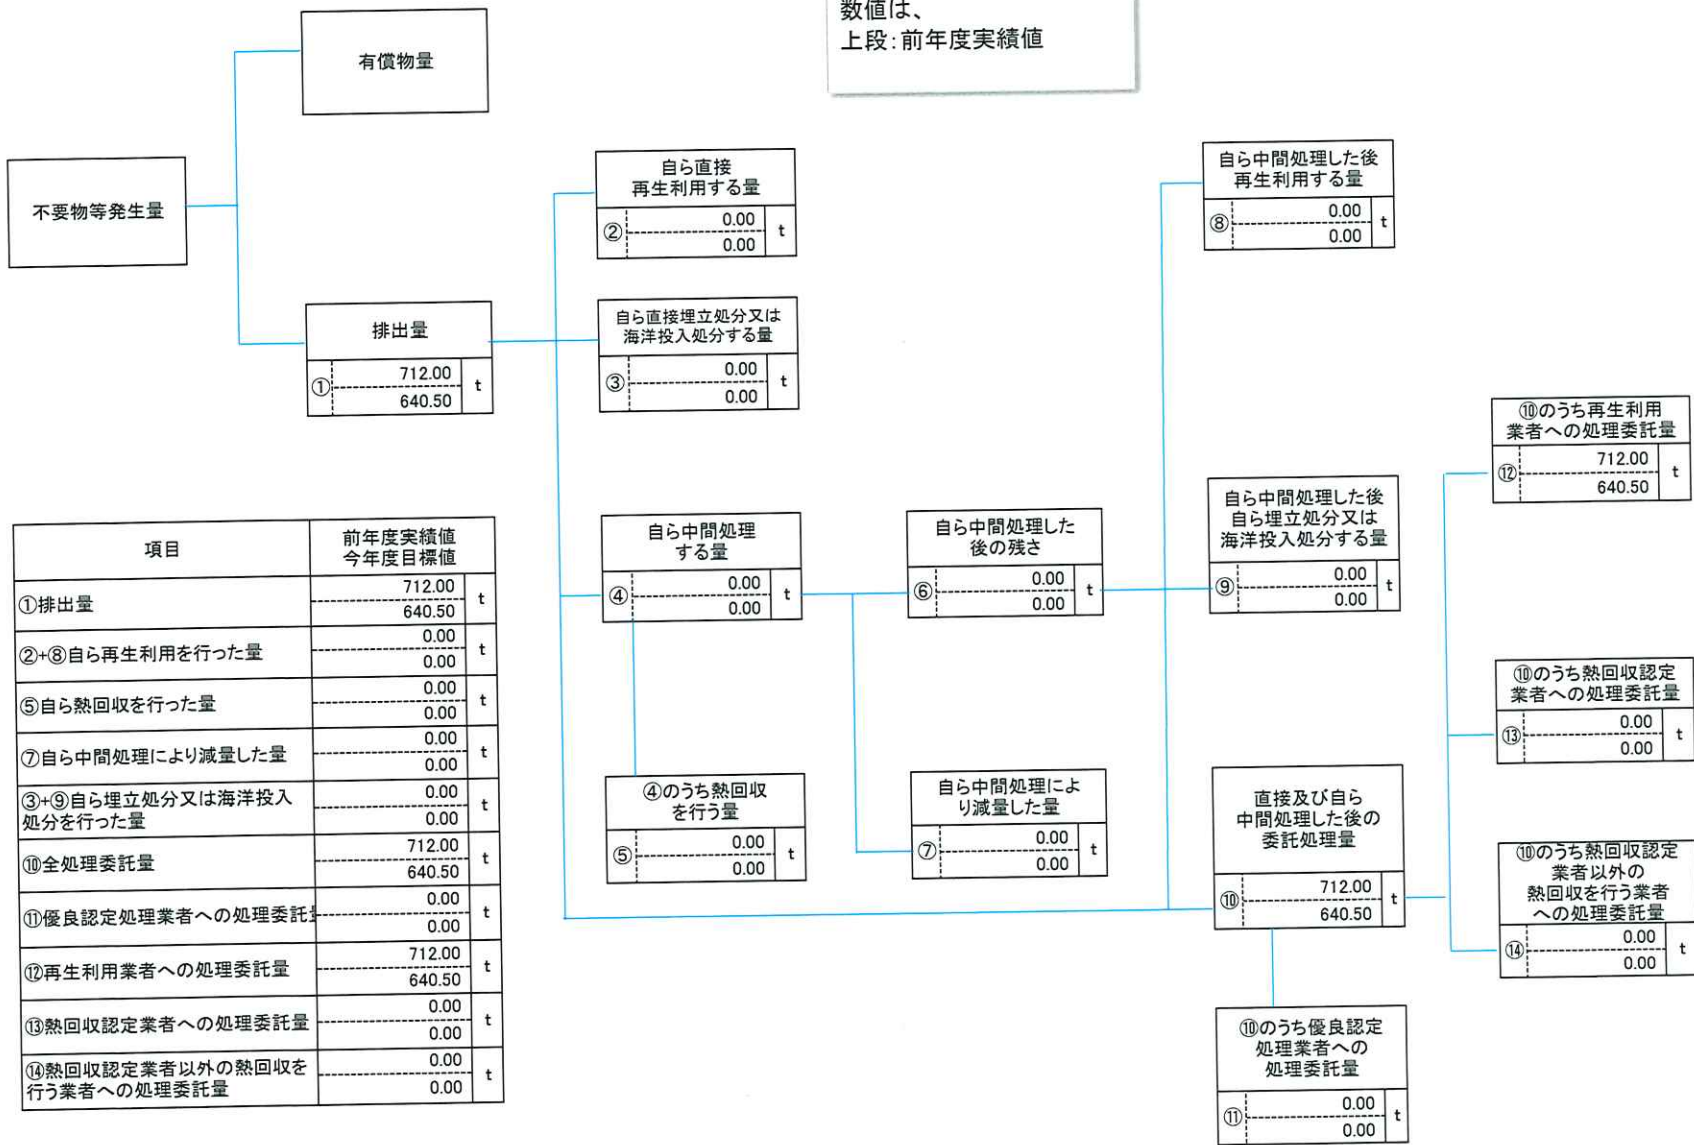 数値は、
上段:前年度実績値
有償物量
不要物等発生量
排出量
① 712.00 t
640.50
自ら直接
再生利用する量
② 0.00 t
0.00
自ら直接埋立処分又は
海洋投入処分する量
③ 0.00 t
0.00
自ら中間処理
する量
④ 0.00 t
0.00
④のうち熱回収
を行う量
⑤ 0.00 t
0.00
自ら中間処理した
後の残さ
⑥ 0.00 t
0.00
自ら中間処理によ
り減量した量
⑦ 0.00 t
0.00
自ら中間処理した後
再生利用する量
⑧ 0.00 t
0.00
自ら中間処理した後
自ら埋立処分又は
海洋投入処分する量
⑨ 0.00 t
0.00
直接及び自ら
中間処理した後の
委託処理量
⑩ 712.00 t
640.50
⑩のうち優良認定
処理業者への
処理委託量
⑪ 0.00 t
0.00
⑩のうち再生利用
業者への処理委託量
⑫ 712.00 t
640.50
⑩のうち熱回収認定
業者への処理委託量
⑬ 0.00 t
0.00
⑩のうち熱回収認定
業者以外の
熱回収を行う業者
への処理委託量
⑭ 0.00 t
0.00
項目 前年度実績値
今年度目標値
①排出量 712.00 t
640.50
②+⑧自ら再生利用を行った量 0.00 t
0.00
⑤自ら熱回収を行った量 0.00 t
0.00
⑦自ら中間処理により減量した量 0.00 t
0.00
③+⑨自ら埋立処分又は海洋投入
処分を行った量 0.00 t
0.00
⑩全処理委託量 712.00 t
640.50
⑪優良認定処理業者への処理委託 0.00 t
0.00
⑫再生利用業者への処理委託量 712.00 t
640.50
⑬熱回収認定業者への処理委託量 0.00 t
0.00
⑭熱回収認定業者以外の熱回収を
行う業者への処理委託量 0.00 t
0.00